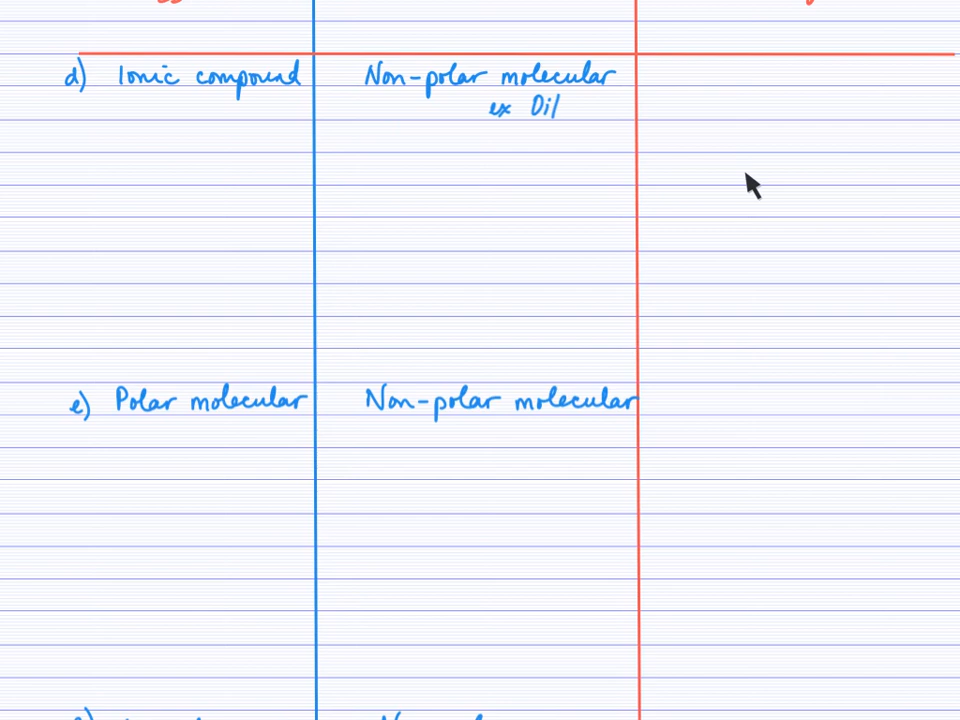 d) Ionic compound Non-polar molecular
ex Oil
e) Polar molecular Non-polar molecular